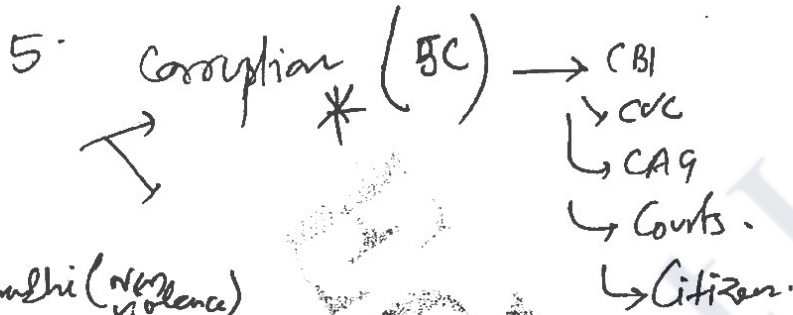 5. Corruption (5C) → CBI
* → CVC
→ CAG
→ Courts.
(Non violence) → Citizen.